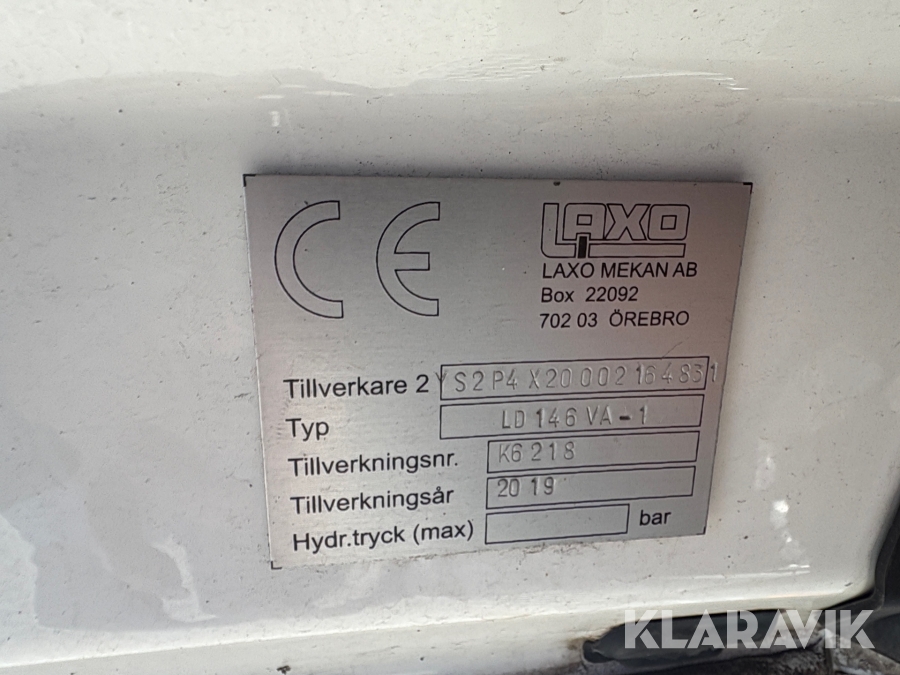 CE
LAXO
LAXO MEKAN AB
Box 22092
702 03 ÖREBRO
Tillverkare 2 YS2P4X20002164831
Typ LD 146 VA-1
Tillverkningsnr. K6218
Tillverkningsår 2019
Hydr.tryck (max) bar
KLARAVIK